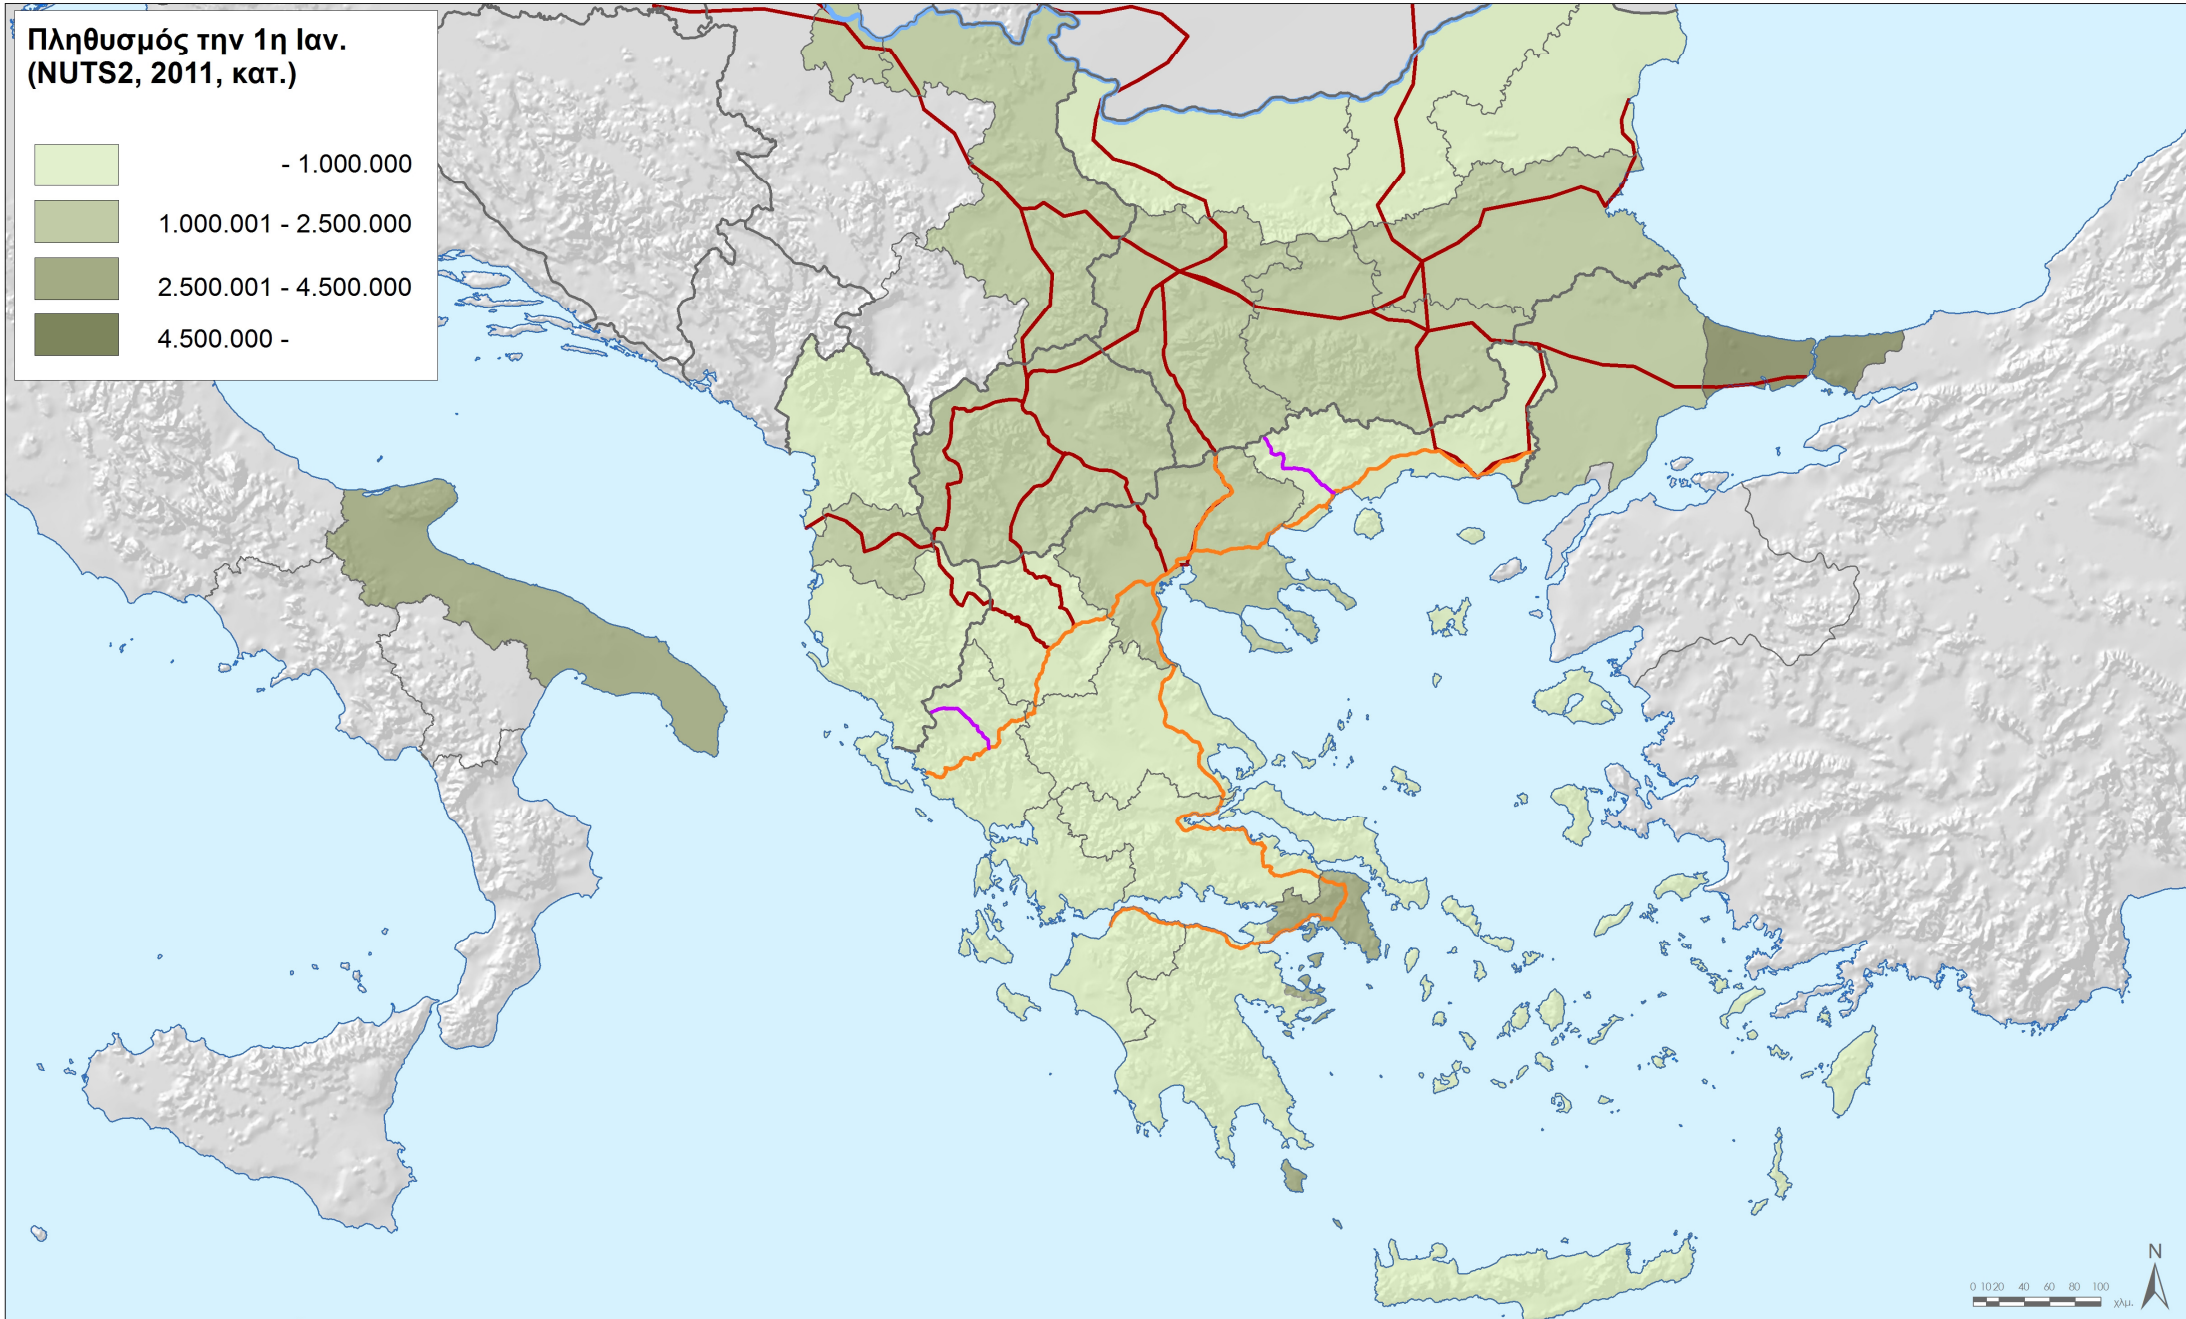 Πληθυσμός την 1η Ιαν.
(NUTS2, 2011, κατ.)
- 1.000.000
1.000.001 - 2.500.000
2.500.001 - 4.500.000
4.500.000 -
N
0 10 20 40 60 80 100
χλμ.